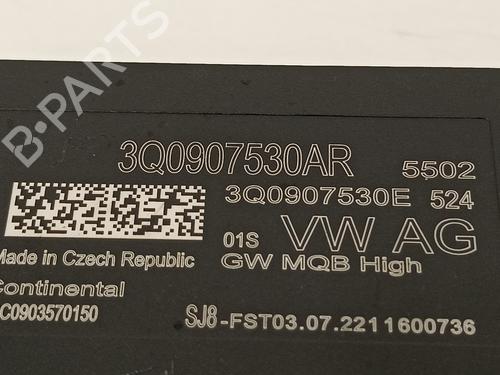 3Q0907530AR 5502
3Q0907530E 524
01S VW AG
Made in Czech Republic GW MQB High
Continental
C0903570150 SJ8-FST03.07.2211600736
B-PARTS